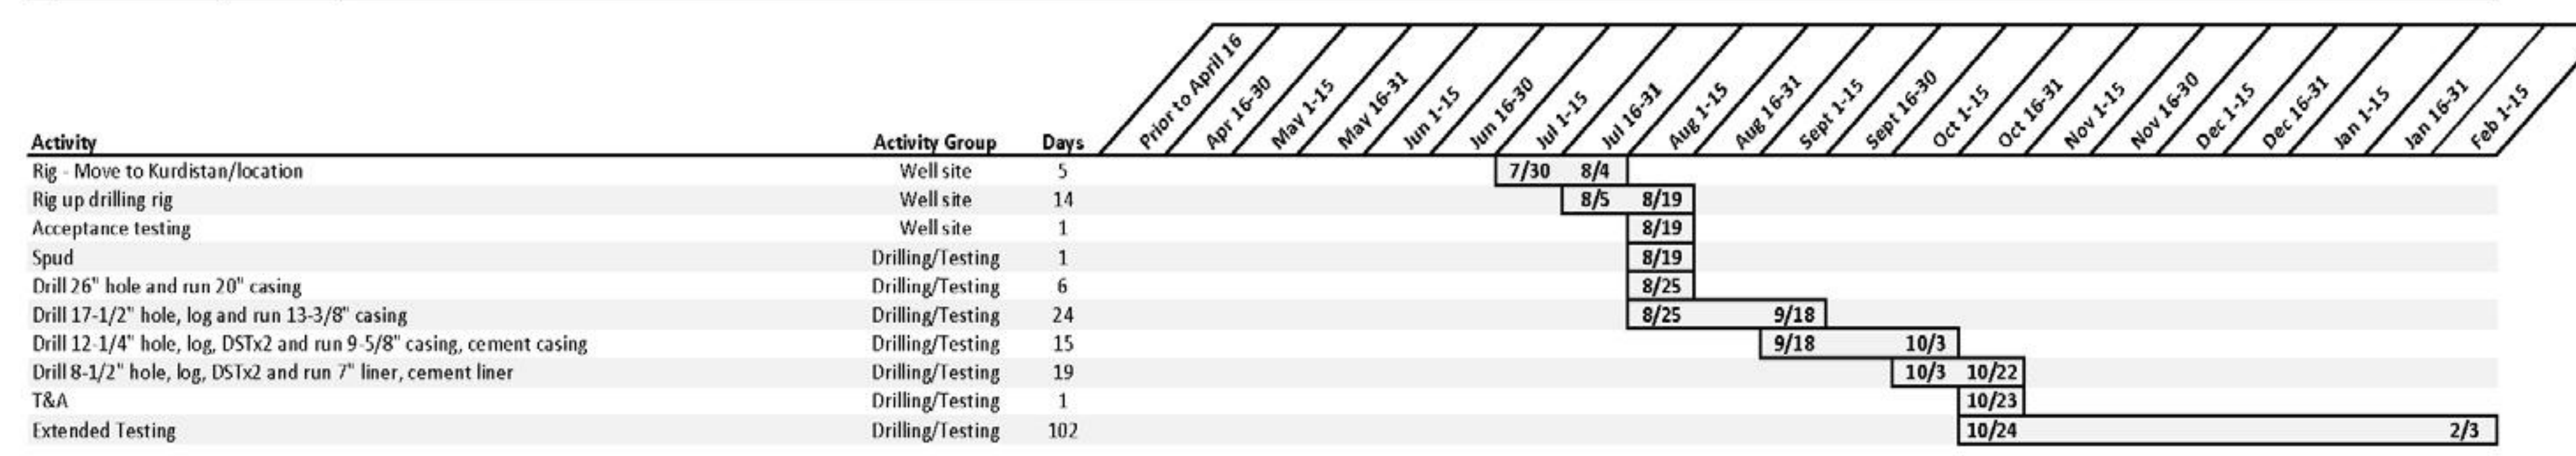 Prior to April 16 Apr 16-30 May 1-15 May 16-31 Jun 1-15 Jun 16-30 Jul 1-15 Jul 16-31 Aug 1-15 Aug 16-31 Sept 1-15 Sept 16-30 Oct 1-15 Oct 16-31 Nov 1-15 Nov 16-30 Dec 1-15 Dec 16-31 Jan 1-15 Jan 16-31 Feb 1-15
Activity Activity Group Days
Rig - Move to Kurdistan/location Well site 5 7/30 8/4
Rig up drilling rig Well site 14 8/5 8/19
Acceptance testing Well site 1 8/19
Spud Drilling/Testing 1 8/19
Drill 26" hole and run 20" casing Drilling/Testing 6 8/25
Drill 17-1/2" hole, log and run 13-3/8" casing Drilling/Testing 24 8/25 9/18
Drill 12-1/4" hole, log, DSTx2 and run 9-5/8" casing, cement casing Drilling/Testing 15 9/18 10/3
Drill 8-1/2" hole, log, DSTx2 and run 7" liner, cement liner Drilling/Testing 19 10/3 10/22
T&A Drilling/Testing 1 10/23
Extended Testing Drilling/Testing 102 10/24 2/3